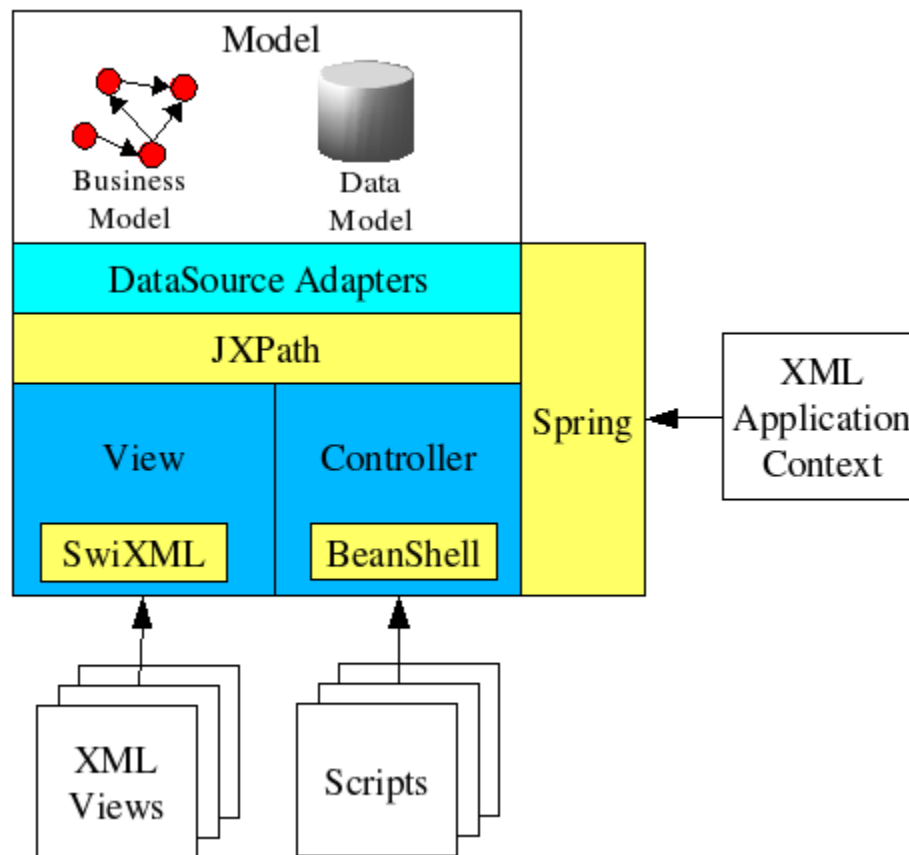 Model
Business
Model
Data
Model
DataSource Adapters
JXPath
View
Controller
Spring
XML
Application
Context
SwiXML
BeanShell
XML
Views
Scripts